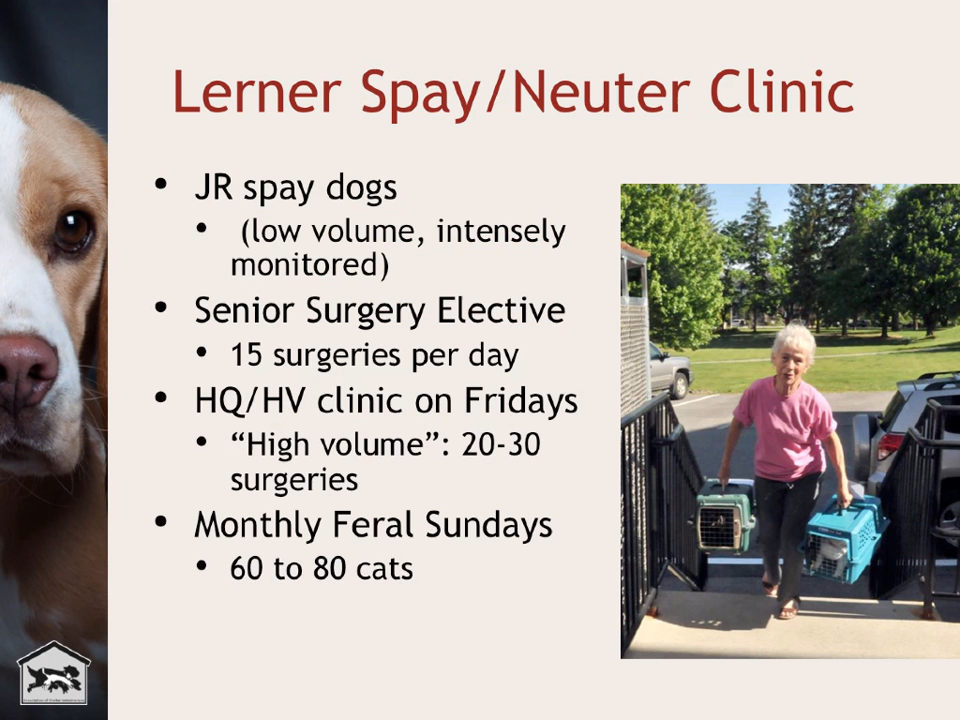 Lerner Spay/Neuter Clinic
• JR spay dogs
• (low volume, intensely
monitored)
• Senior Surgery Elective
• 15 surgeries per day
• HQ/HV clinic on Fridays
• “High volume”: 20-30
surgeries
• Monthly Feral Sundays
• 60 to 80 cats